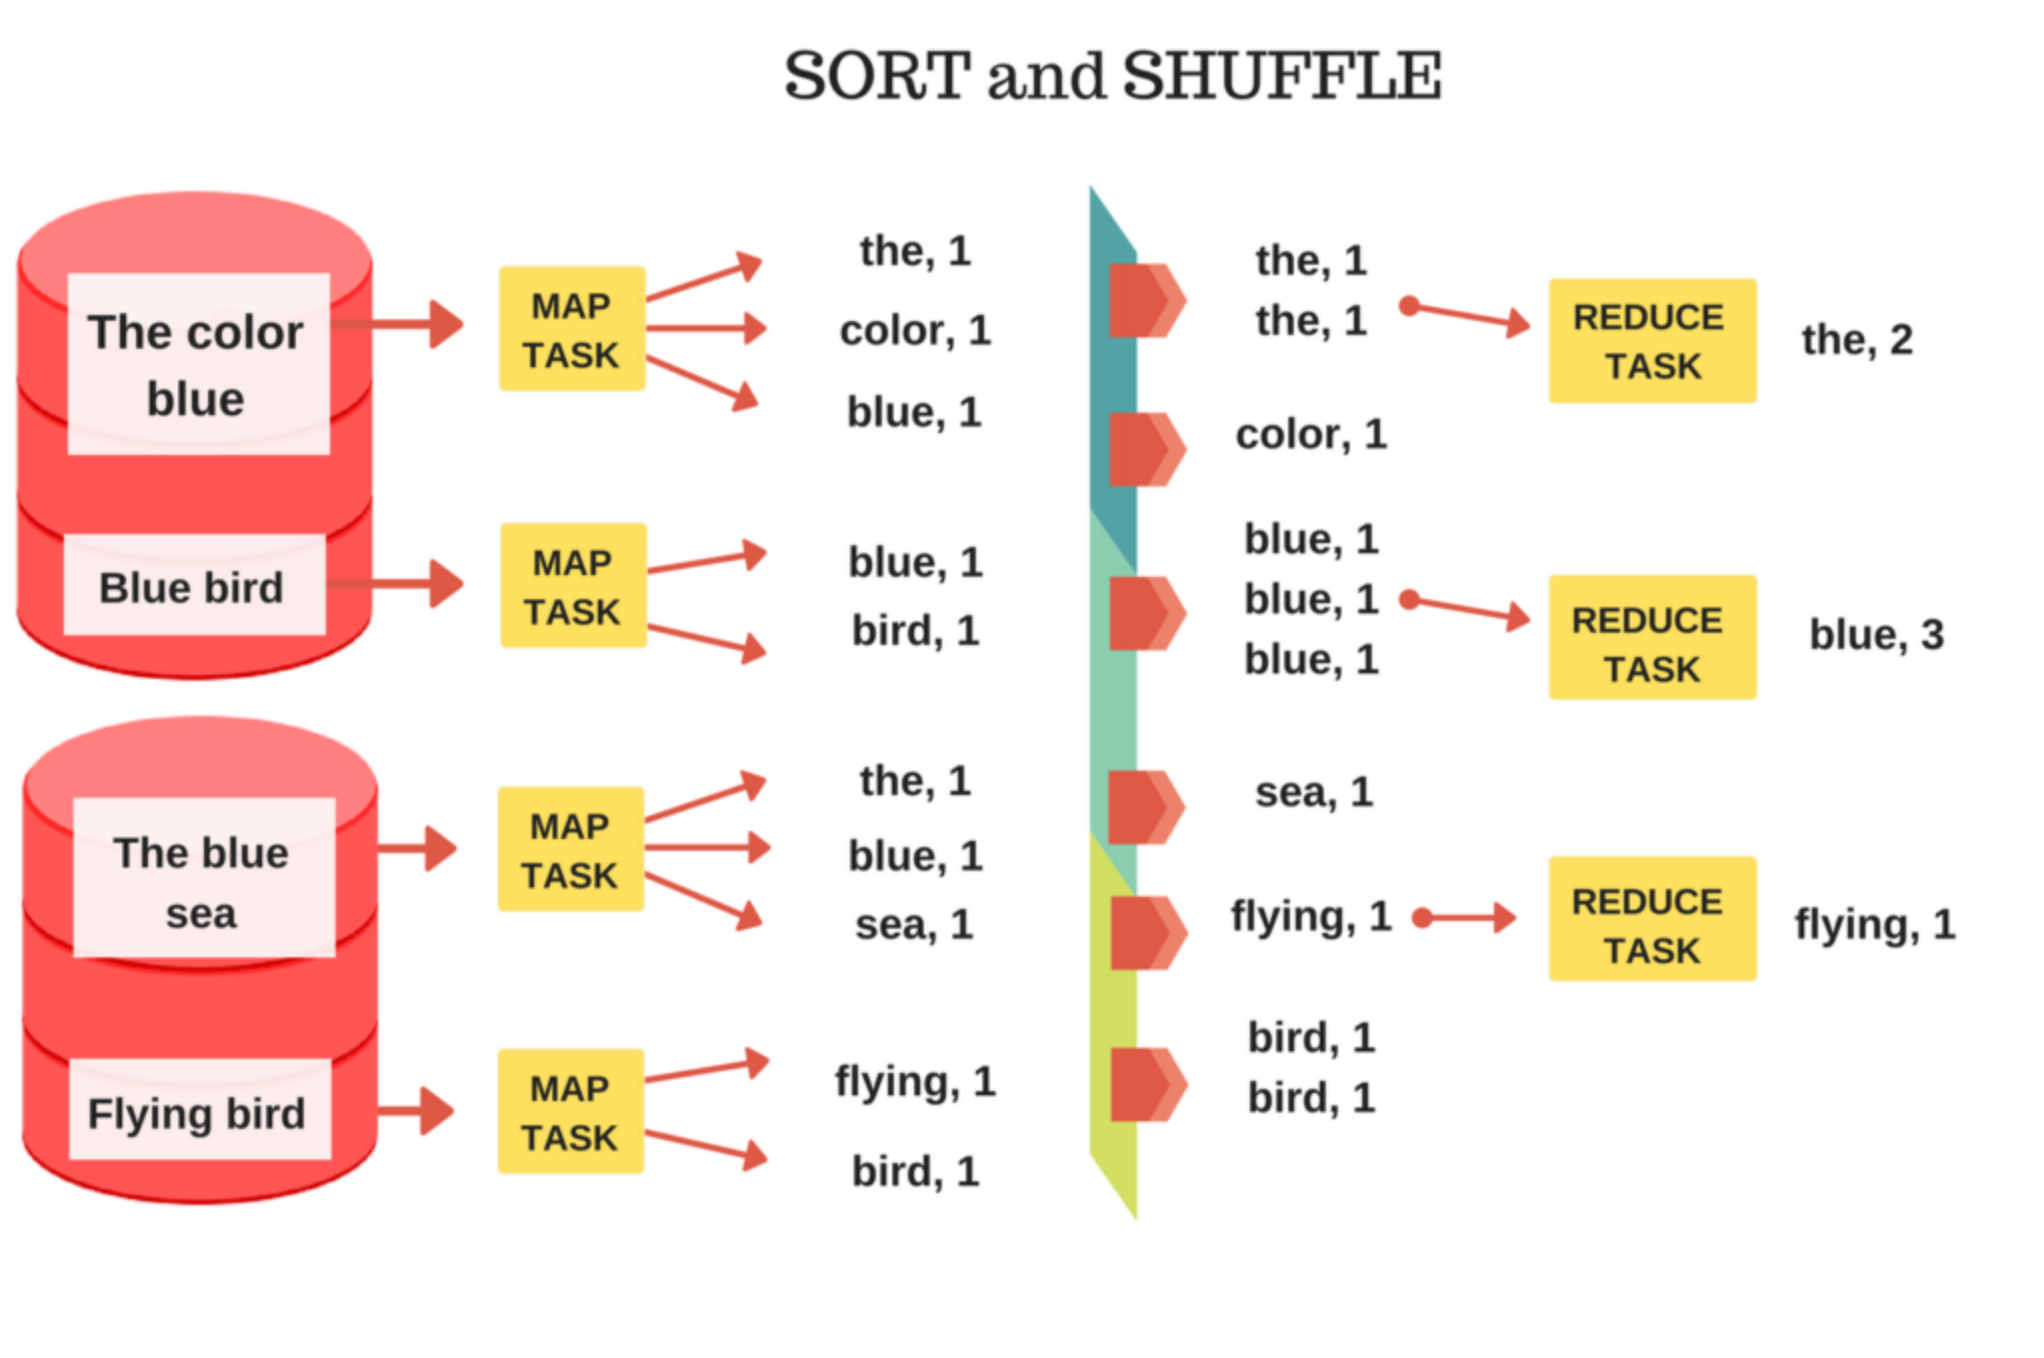 SORT and SHUFFLE
The color
blue
Blue bird
The blue
sea
Flying bird
MAP
TASK
MAP
TASK
MAP
TASK
MAP
TASK
the, 1
color, 1
blue, 1
blue, 1
bird, 1
the, 1
blue, 1
sea, 1
flying, 1
bird, 1
the, 1
the, 1
color, 1
blue, 1
blue, 1
blue, 1
sea, 1
flying, 1
bird, 1
bird, 1
REDUCE
TASK
REDUCE
TASK
REDUCE
TASK
the, 2
blue, 3
flying, 1